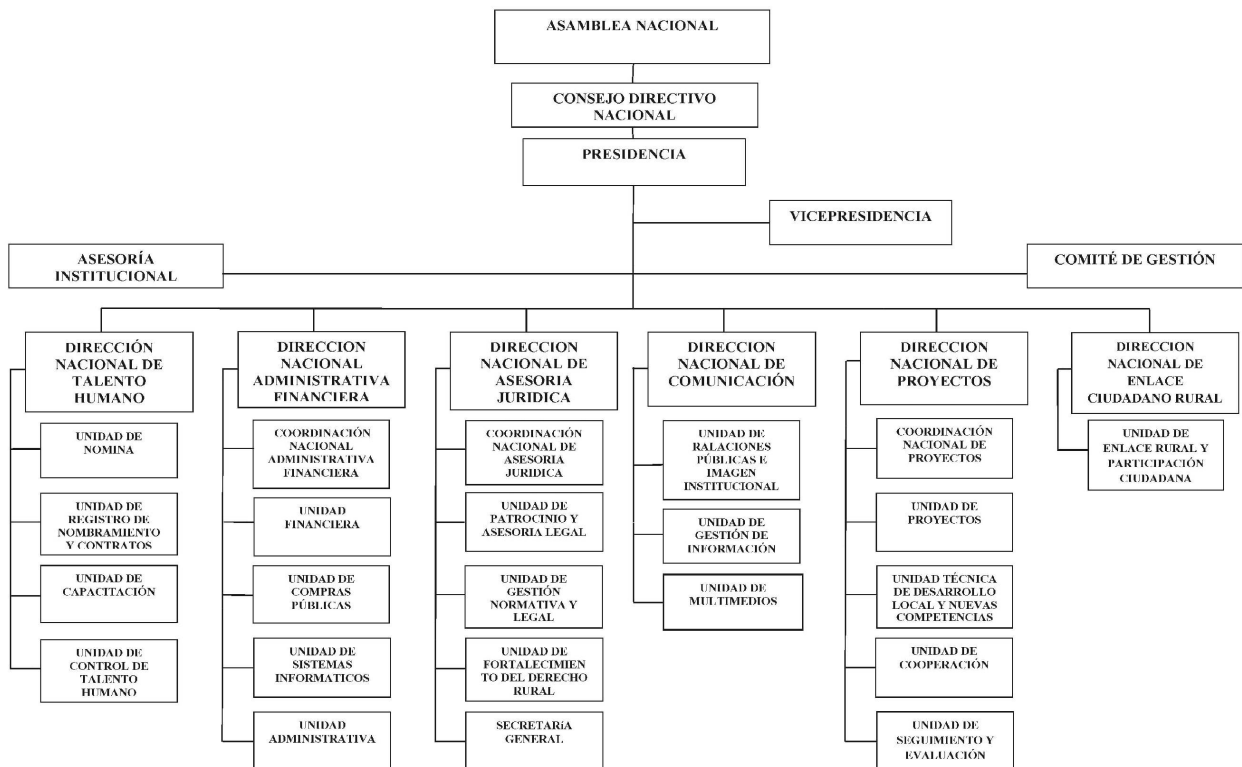 ASAMBLEA NACIONAL
CONSEJO DIRECTIVO
NACIONAL
PRESIDENCIA
VICEPRESIDENCIA
ASESORÍA
INSTITUCIONAL
COMITÉ DE GESTIÓN
DIRECCIÓN
NACIONAL DE
TALENTO
HUMANO
UNIDAD DE
NOMINA
UNIDAD DE
REGISTRO DE
NOMBRAMIENTO
Y CONTRATOS
UNIDAD DE
CAPACITACIÓN
UNIDAD DE
CONTROL DE
TALENTO
HUMANO
DIRECCION
NACIONAL
ADMINISTRATIVA
FINANCIERA
COORDINACIÓN
NACIONAL
ADMINISTRATIVA
FINANCIERA
UNIDAD
FINANCIERA
UNIDAD DE
COMPRAS
PÚBLICAS
UNIDAD DE
SISTEMAS
INFORMATICOS
UNIDAD
ADMINISTRATIVA
DIRECCION
NACIONAL DE
ASESORIA
JURIDICA
COORDINACIÓN
NACIONAL DE
ASESORIA
JURIDICA
UNIDAD DE
PATROCINIO Y
ASESORIA LEGAL
UNIDAD DE
GESTIÓN
NORMATIVA Y
LEGAL
UNIDAD DE
FORTALECIMIEN
TO DEL DERECHO
RURAL
SECRETARíA
GENERAL
DIRECCION
NACIONAL DE
COMUNICACIÓN
UNIDAD DE
RALACIONES
PÚBLICAS E
IMAGEN
INSTITUCIONAL
UNIDAD DE
GESTIÓN DE
INFORMACIÓN
UNIDAD DE
MULTIMEDIOS
DIRECCION
NACIONAL DE
PROYECTOS
COORDINACIÓN
NACIONAL DE
PROYECTOS
UNIDAD DE
PROYECTOS
UNIDAD TÉCNICA
DE DESARROLLO
LOCAL Y NUEVAS
COMPETENCIAS
UNIDAD DE
COOPERACIÓN
UNIDAD DE
SEGUIMIENTO Y
EVALUACIÓN
DIRECCION
NACIONAL DE
ENLACE
CIUDADANO RURAL
UNIDAD DE
ENLACE RURAL Y
PARTICIPACIÓN
CIUDADANA